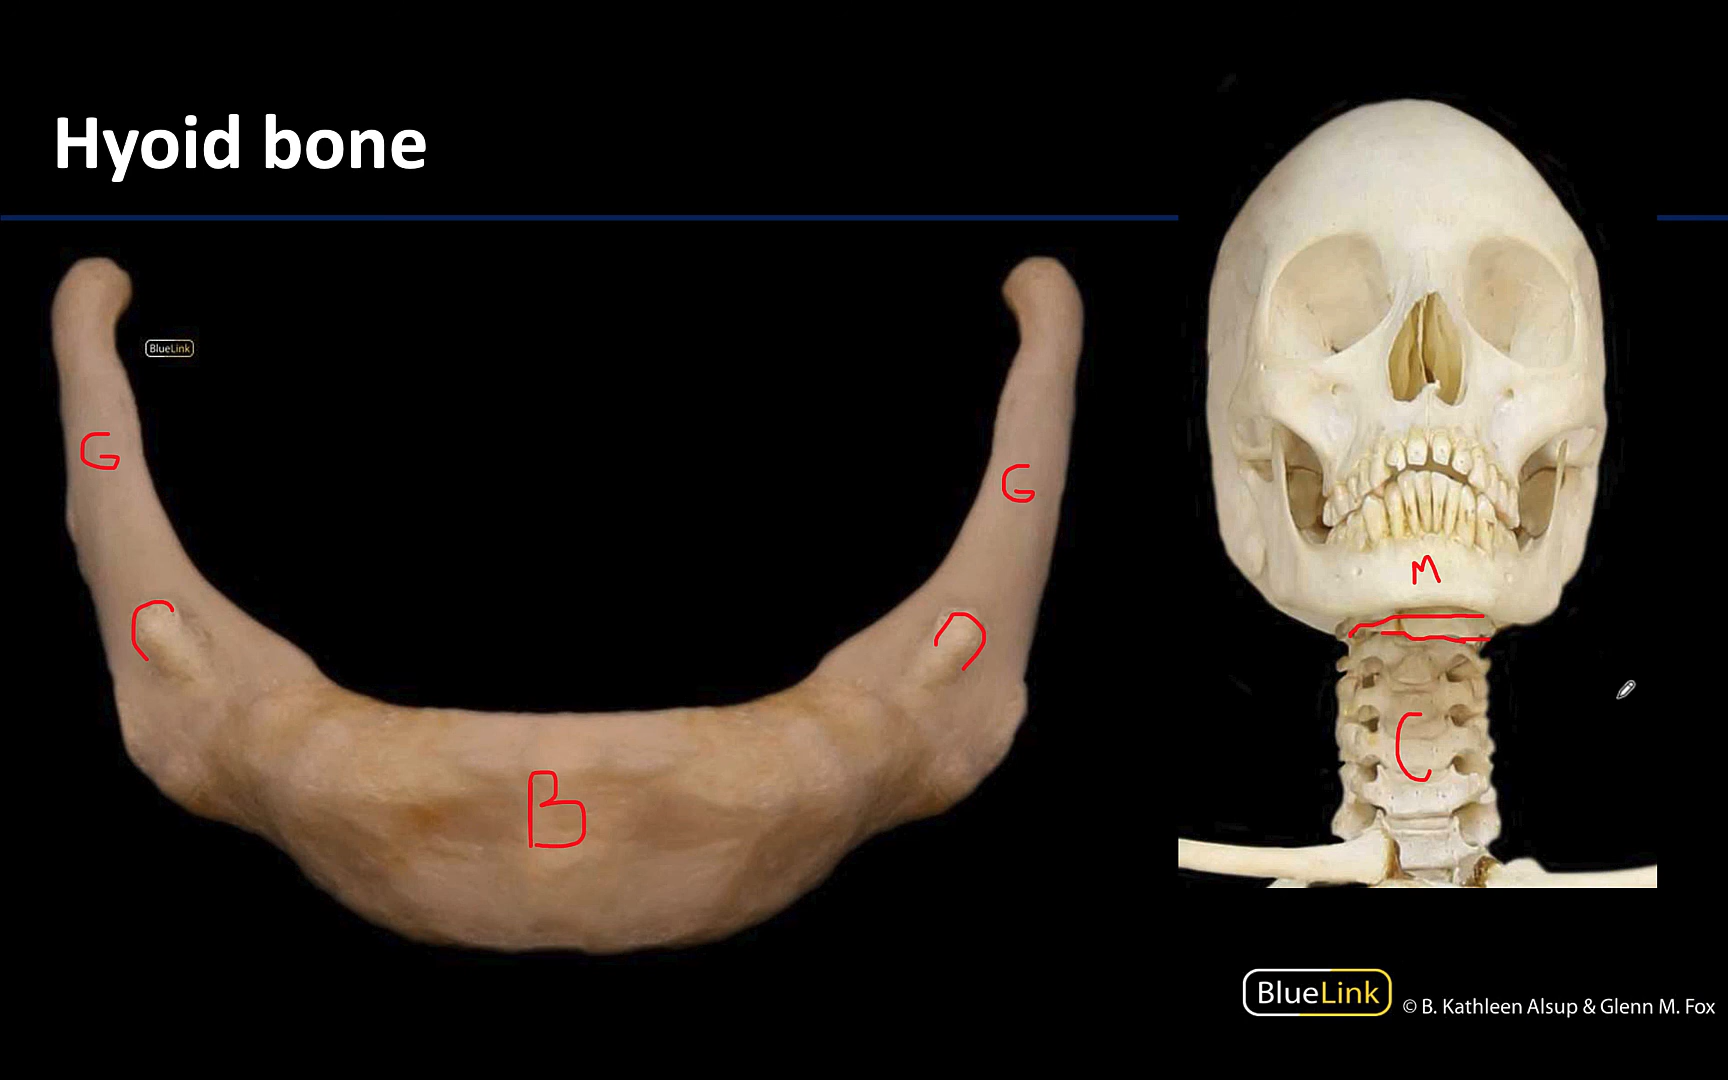 Hyoid bone
BlueLink
G
G
B
M
C
BlueLink
© B. Kathleen Alsup & Glenn M. Fox